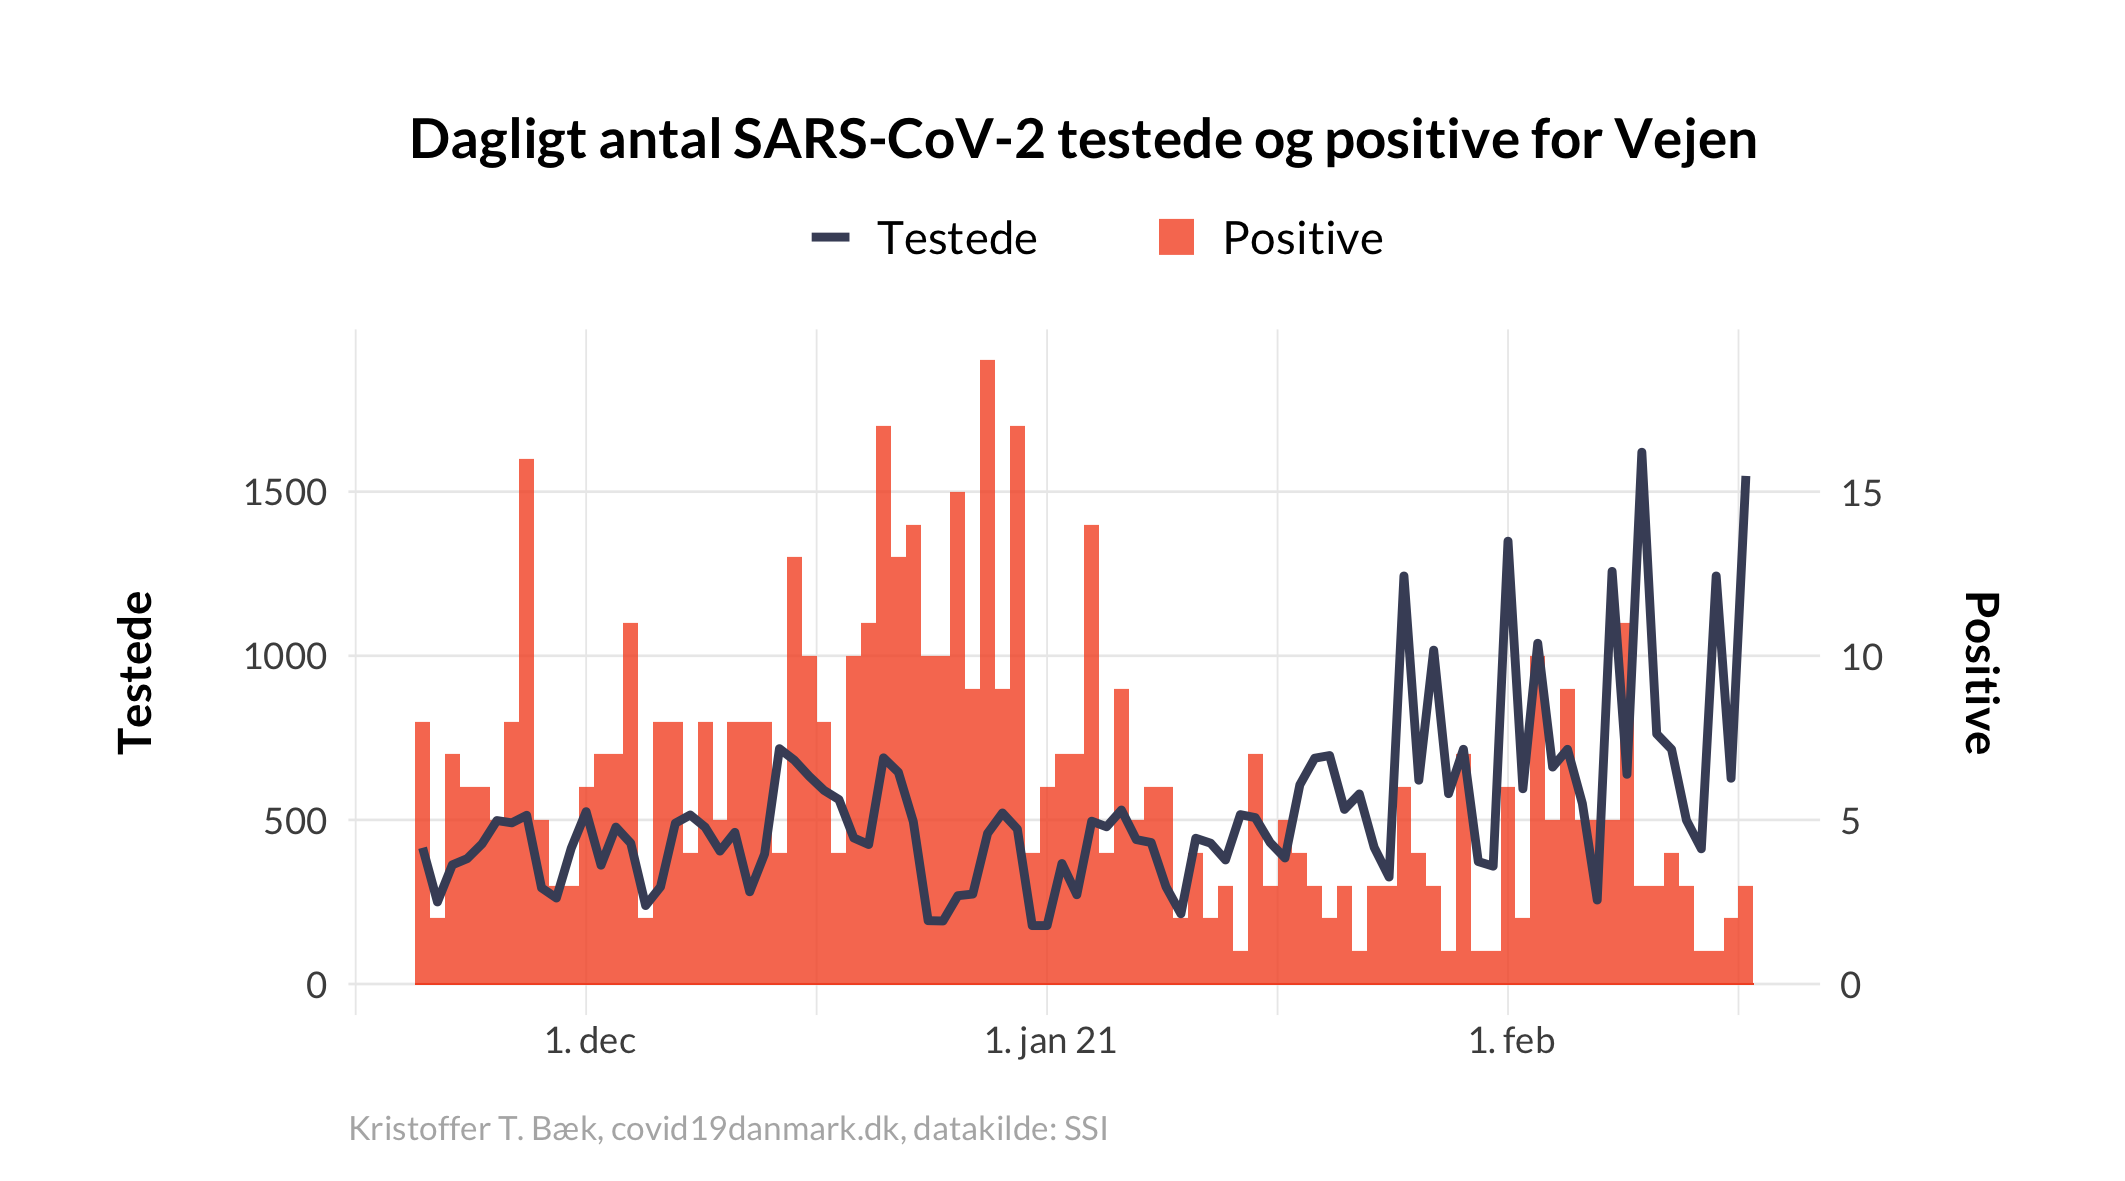 Dagligt antal SARS-CoV-2 testede og positive for Vejen
Testede
Positive
1500
1000
500
0
15
10
5
0
Testede
Positive
1. dec
1. jan 21
1. feb
Kristoffer T. Bæk, covid19danmark.dk, datakilde: SSI